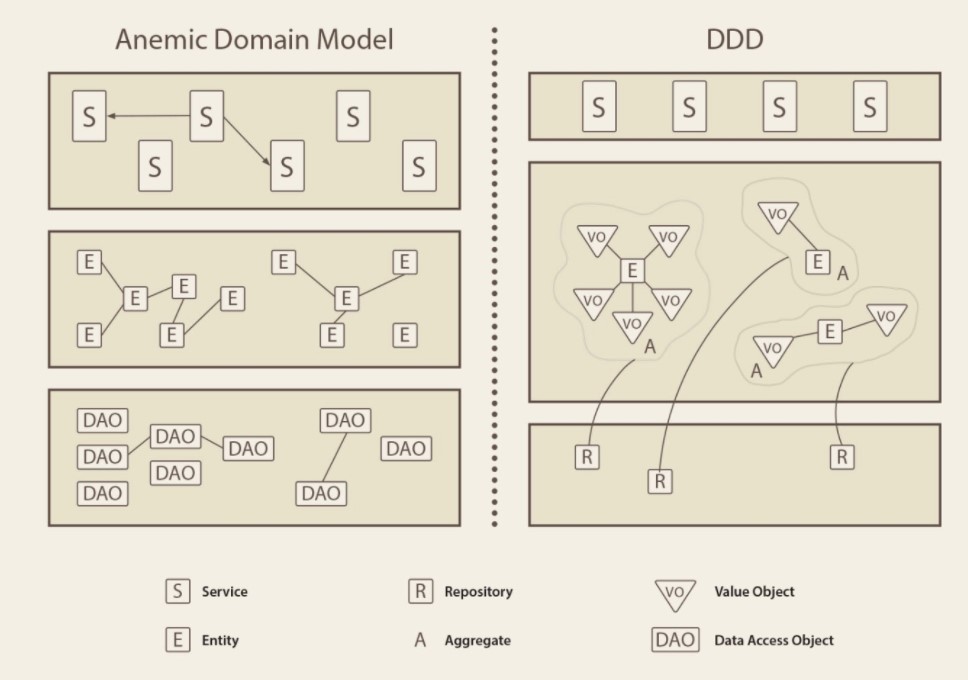 Anemic Domain Model
S S S
S S S
E E E
E E E E E
E E E E
DAO DAO
DAO DAO
DAO DAO
DAO
DAO DAO
DDD
S S S S
VO VO
E
VO VO
VO
A
VO
E
A
VO
E
VO
A
R
R
R
S Service
E Entity
R Repository
A Aggregate
VO Value Object
DAO Data Access Object